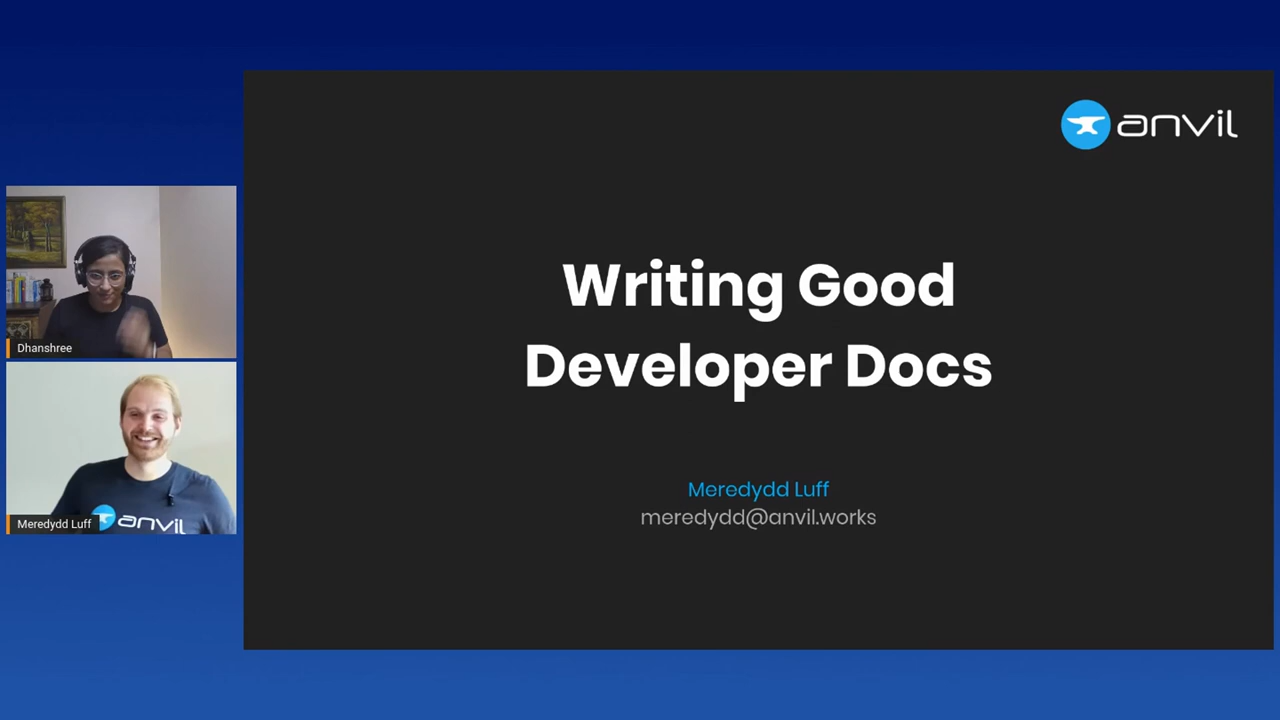 anvil
Writing Good
Developer Docs
Meredydd Luff
meredydd@anvil.works
Dhanshree
Meredydd Luff
anvil